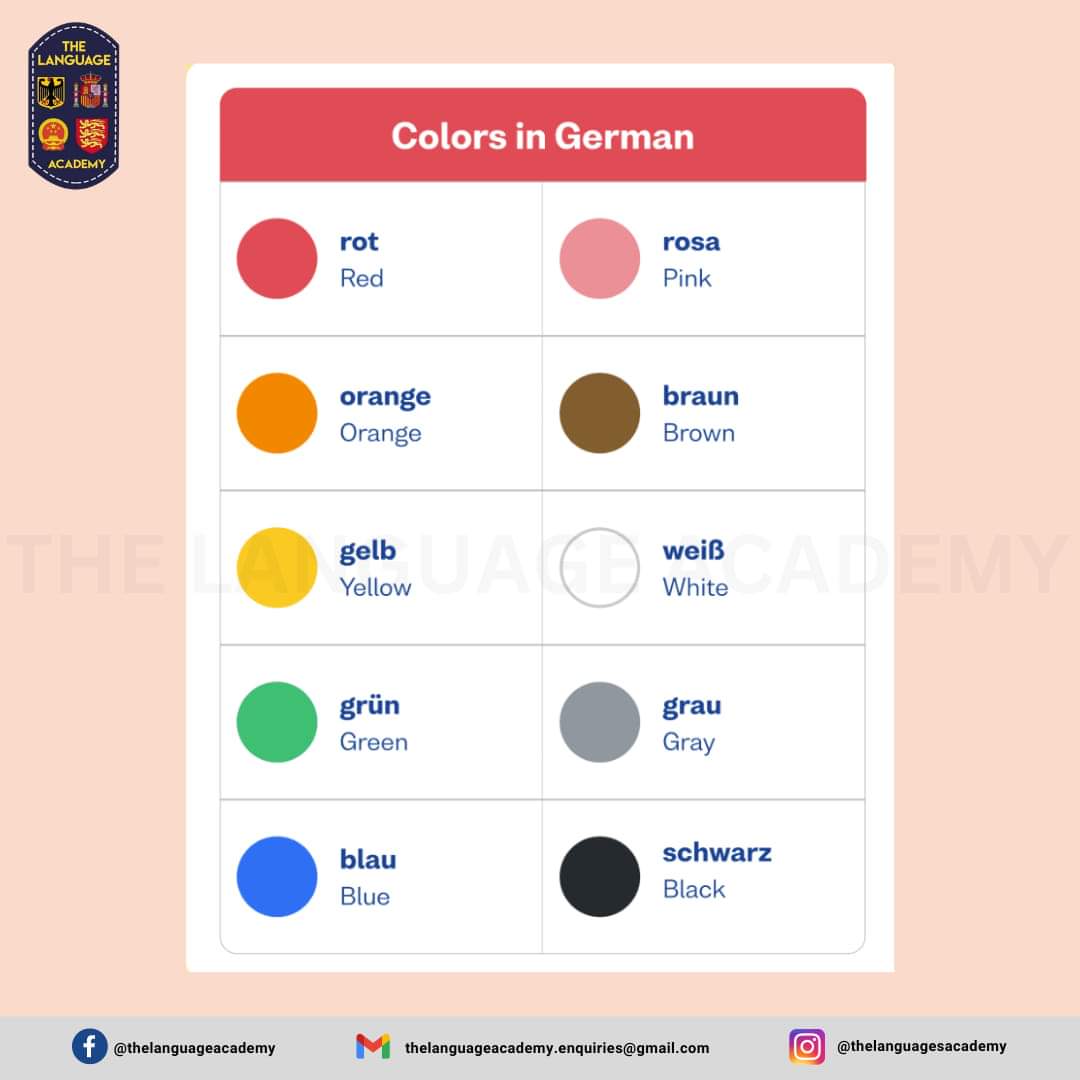 THE
LANGUAGE
ACADEMY
Colors in German
rot
Red
rosa
Pink
orange
Orange
braun
Brown
gelb
Yellow
weiß
White
THE LANGUAGE ACADEMY
grün
Green
grau
Gray
blau
Blue
schwarz
Black
@thelanguageacademy
thelanguageacademy.enquiries@gmail.com
@thelanguagesacademy